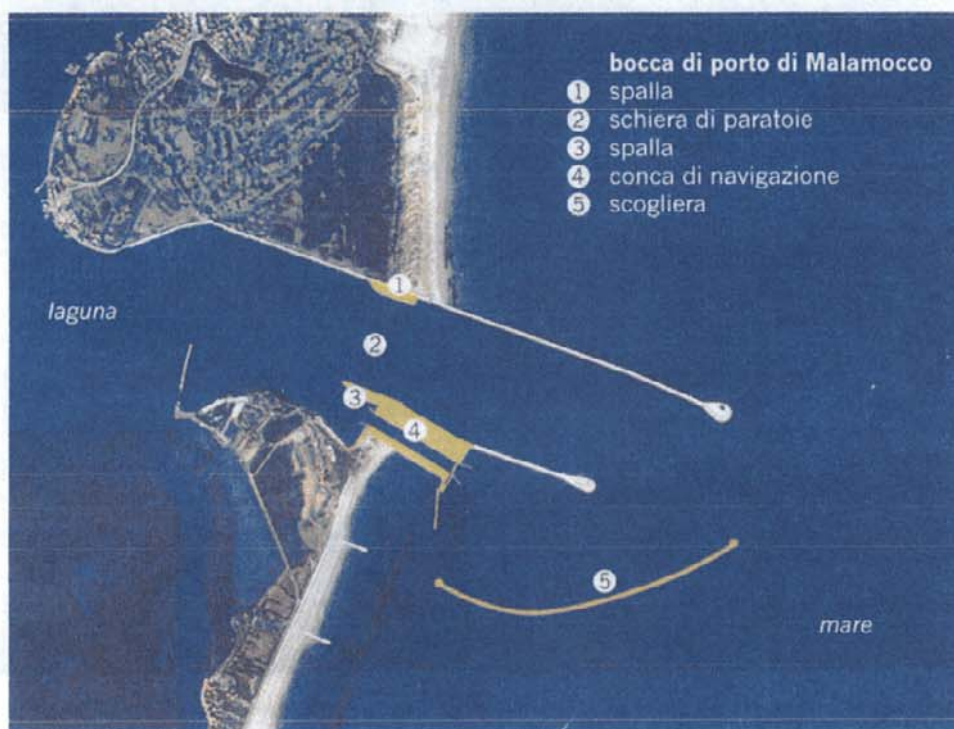 bocca di porto di Malamocco
1 spalla
2 schiera di paratoie
3 spalla
4 conca di navigazione
5 scogliera
1
laguna
2
3
4
5
mare